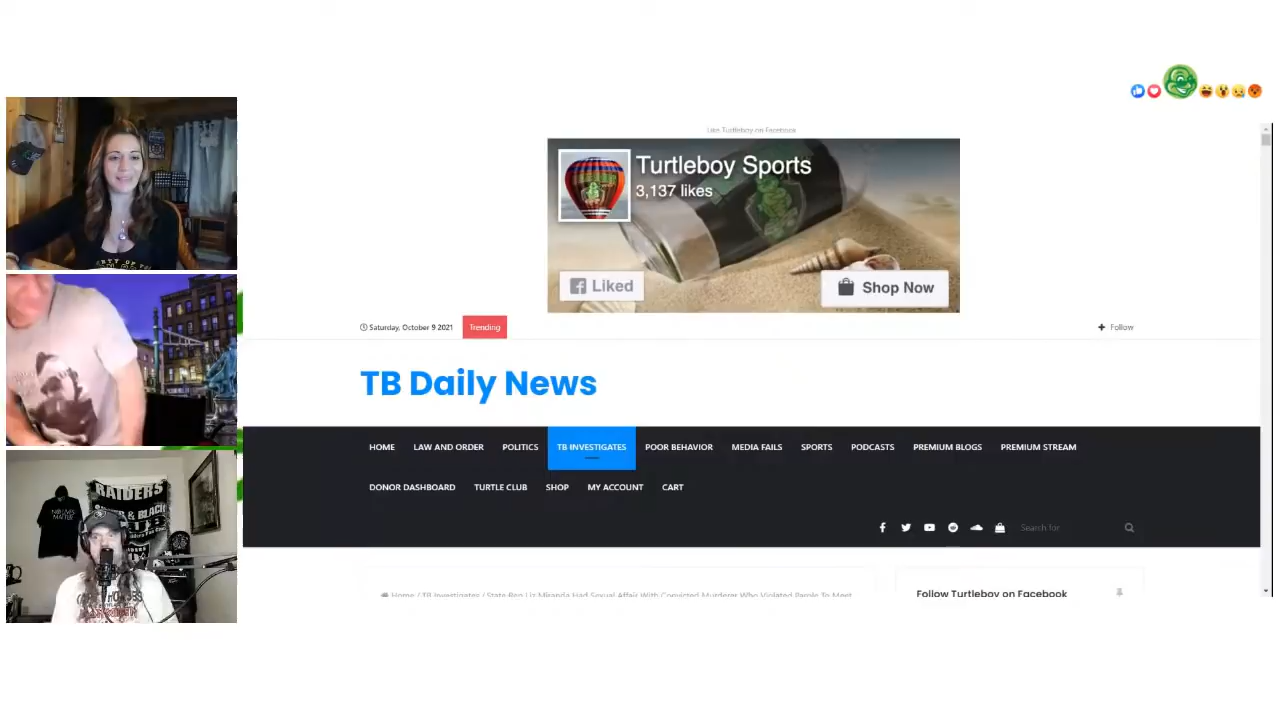 Like Turtleboy on Facebook
Turtleboy Sports
3,137 likes
Liked
Shop Now
Saturday, October 9 2021
Trending
Follow
TB Daily News
HOME LAW AND ORDER POLITICS TB INVESTIGATES POOR BEHAVIOR MEDIA FAILS SPORTS PODCASTS PREMIUM BLOGS PREMIUM STREAM
DONOR DASHBOARD TURTLE CLUB SHOP MY ACCOUNT CART
Search for
Home / TB Investigates / State Rep Liz Miranda Had Sexual Affair With Convicted Murderer Who Violated Parole To Meet
Follow Turtleboy on Facebook
RAIDERS
NO LIVES
MATTER